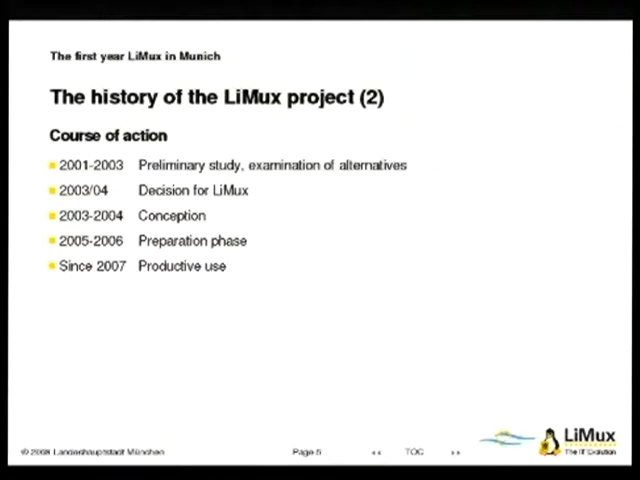 The first year LiMux in Munich
The history of the LiMux project (2)
Course of action
2001-2003 Preliminary study, examination of alternatives
2003/04 Decision for LiMux
2003-2004 Conception
2005-2006 Preparation phase
Since 2007 Productive use
© 2008 Landeshauptstadt München Page 5 ◂◂ TOC ▸▸
LiMux
The IT Evolution